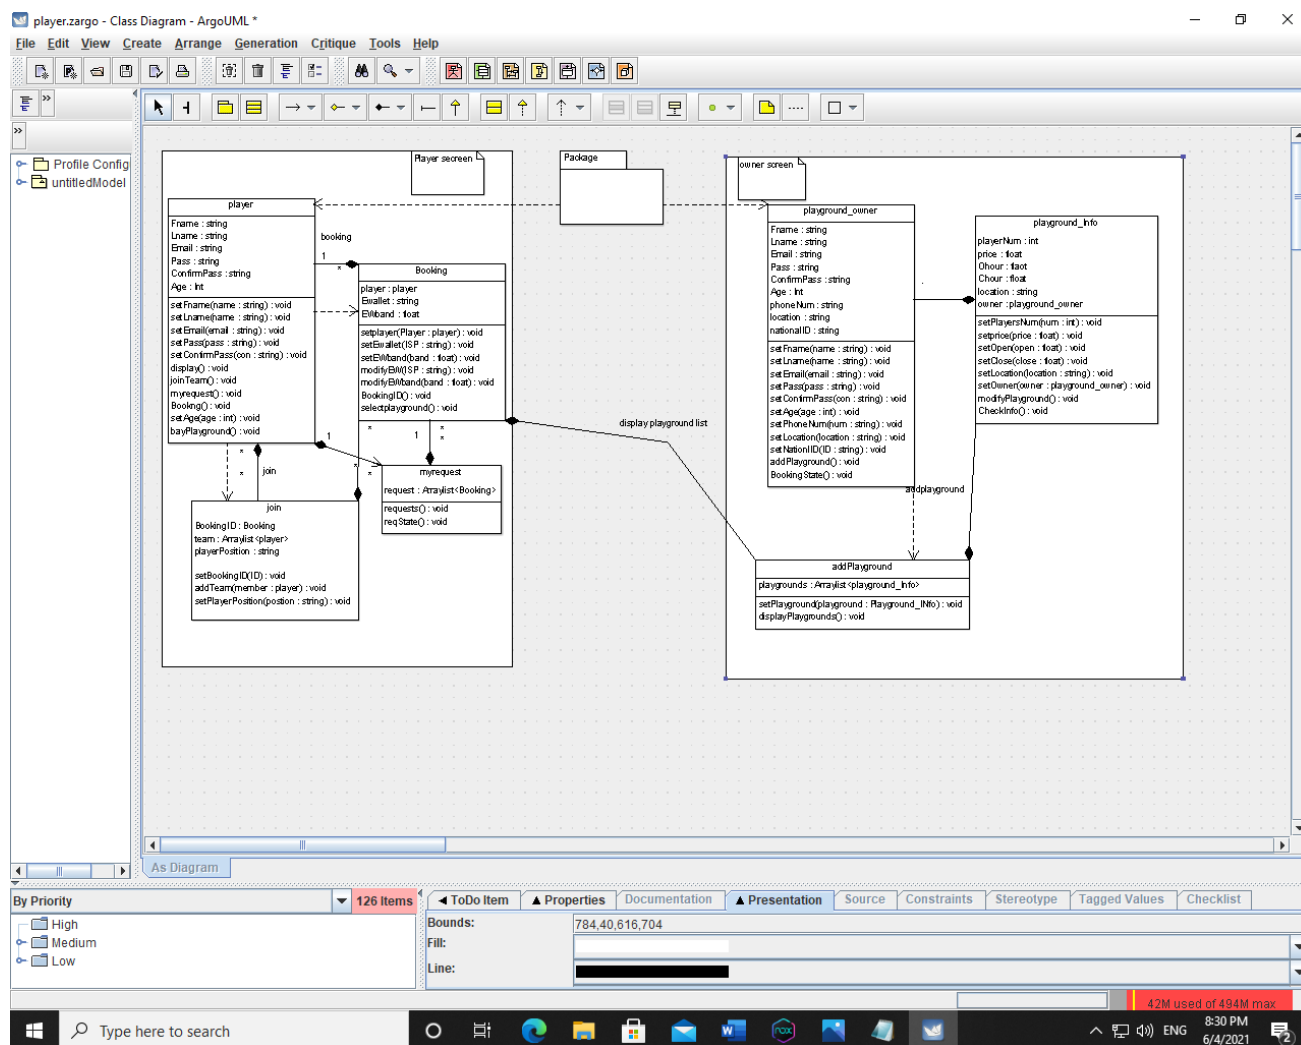 player.zargo - Class Diagram - ArgoUML *
File Edit View Create Arrange Generation Critique Tools Help
Profile Config
untitledModel
Player secreen
Package
owner screen
player
Fname : string
Lname : string
Email : string
Pass : string
ConfirmPass : string
Age : Int
setFname(name : string) : void
setLname(name : string) : void
setEmail(email : string) : void
setPass(pass : string) : void
setConfirmPass(con : string) : void
display() : void
joinTeam() : void
myrequest() : void
Bookng() : void
setAge(age : int) : void
bayPlayground() : void
booking
1
*
Booking
player : player
Ewallet : string
EWband : float
setplayer(Player : player) : void
setEwallet(ISP : string) : void
setEWband(band : float) : void
modifyEW(ISP : string) : void
modifyEWband(band : float) : void
BookingID() : void
selectplayground() : void
*
*
1
*
1
*
*
*
*
*
join
myrequest
request : Arraylist<Booking>
requests() : void
reqState() : void
join
BookingID : Booking
team : Arraylist<player>
playerPosition : string
setBookingID(ID) : void
addTeam(member : player) : void
setPlayerPosition(postion : string) : void
display playground list
playground_owner
Fname : string
Lname : string
Email : string
Pass : string
ConfirmPass : string
Age : Int
phoneNum : string
location : string
nationalID : string
setFname(name : string) : void
setLname(name : string) : void
setEmail(email : string) : void
setPass(pass : string) : void
setConfirmPass(con : string) : void
setAge(age : int) : void
setPhoneNum(num : string) : void
setLocation(location : string) : void
setNationlID(ID : string) : void
addPlayground() : void
BookingState() : void
playground_Info
playerNum : int
price : float
Ohour : flaot
Chour : float
location : string
owner : playground_owner
setPlayersNum(num : int) : void
setprice(price : float) : void
setOpen(open : float) : void
setClose(close : float) : void
setLocation(location : string) : void
setOwner(owner : playground_owner) : void
modifyPlayground() : void
CheckInfo() : void
addplayground
addPlayground
playgrounds : Arraylist<playground_Info>
setPlayground(playground : Playground_INfo) : void
displayPlaygrounds() : void
As Diagram
By Priority
126 Items
High
Medium
Low
ToDo Item Properties Documentation Presentation Source Constraints Stereotype Tagged Values Checklist
Bounds:
784,40,616,704
Fill:
Line:
42M used of 494M max
Type here to search
ENG
8:30 PM
6/4/2021
2